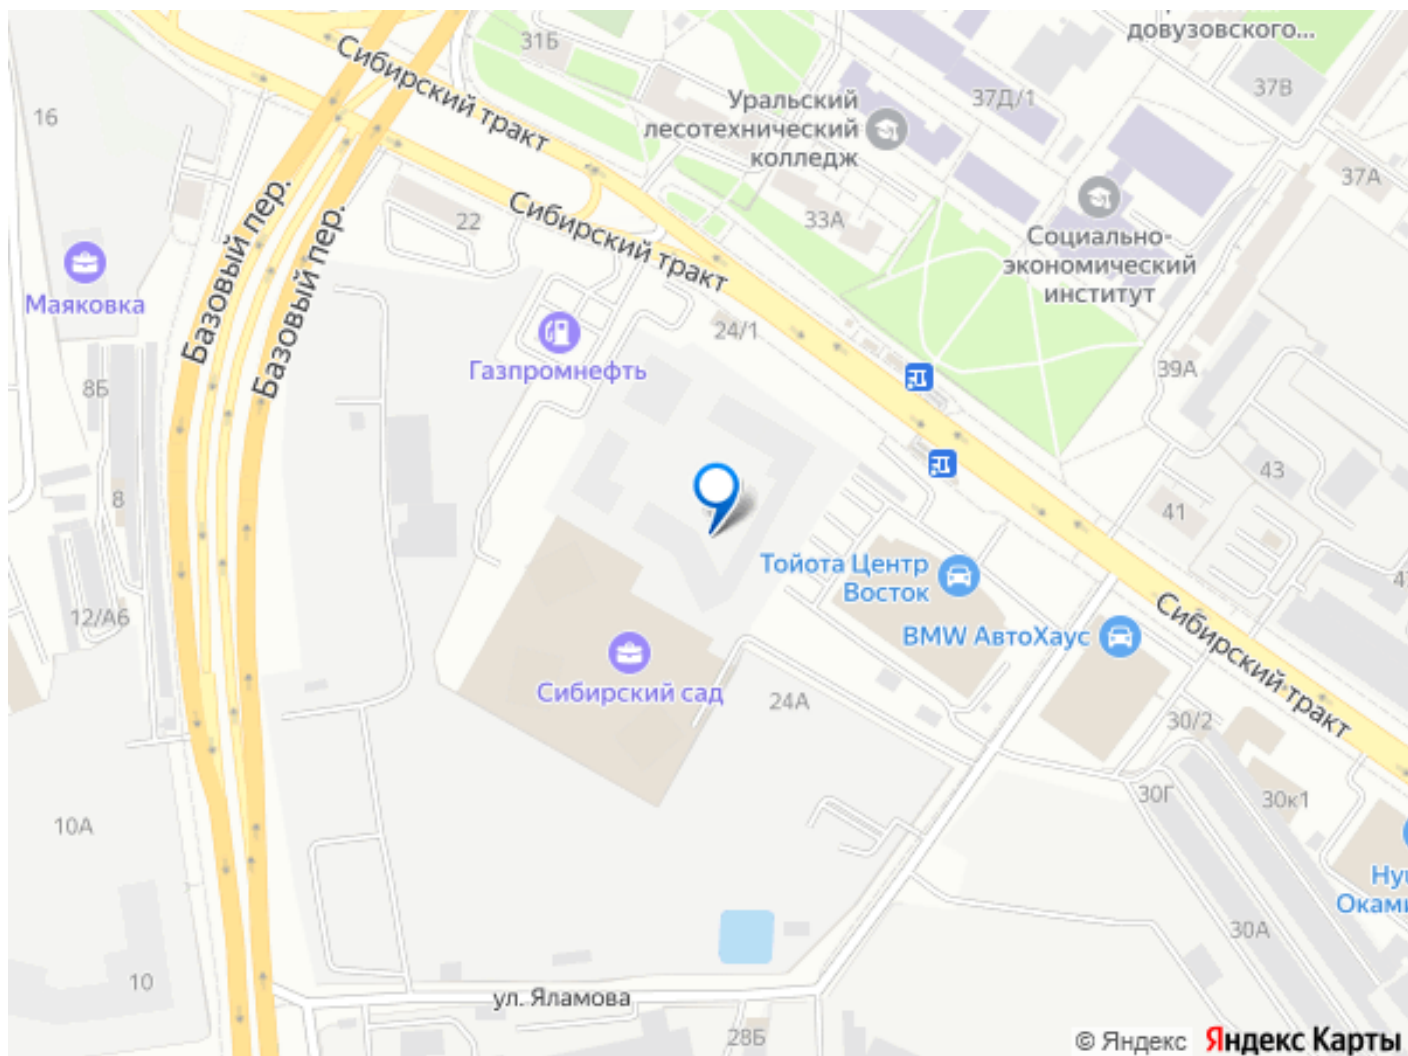 довузовского...
31Б
Сибирский тракт
37Д/1
37В
16
Уральский
лесотехнический
колледж
37А
Базовый пер.
Базовый пер.
22
Сибирский тракт
33А
Социально-
экономический
институт
Маяковка
24/1
Газпромнефть
39А
8Б
43
8
41
Тойота Центр
Восток
12/А6
BMW АвтоХаус
Сибирский тракт
Сибирский сад
24А
30/2
30Г
30к1
10А
Ну
Оками
30А
10
ул. Яламова
28Б
© Яндекс
Яндекс Карты